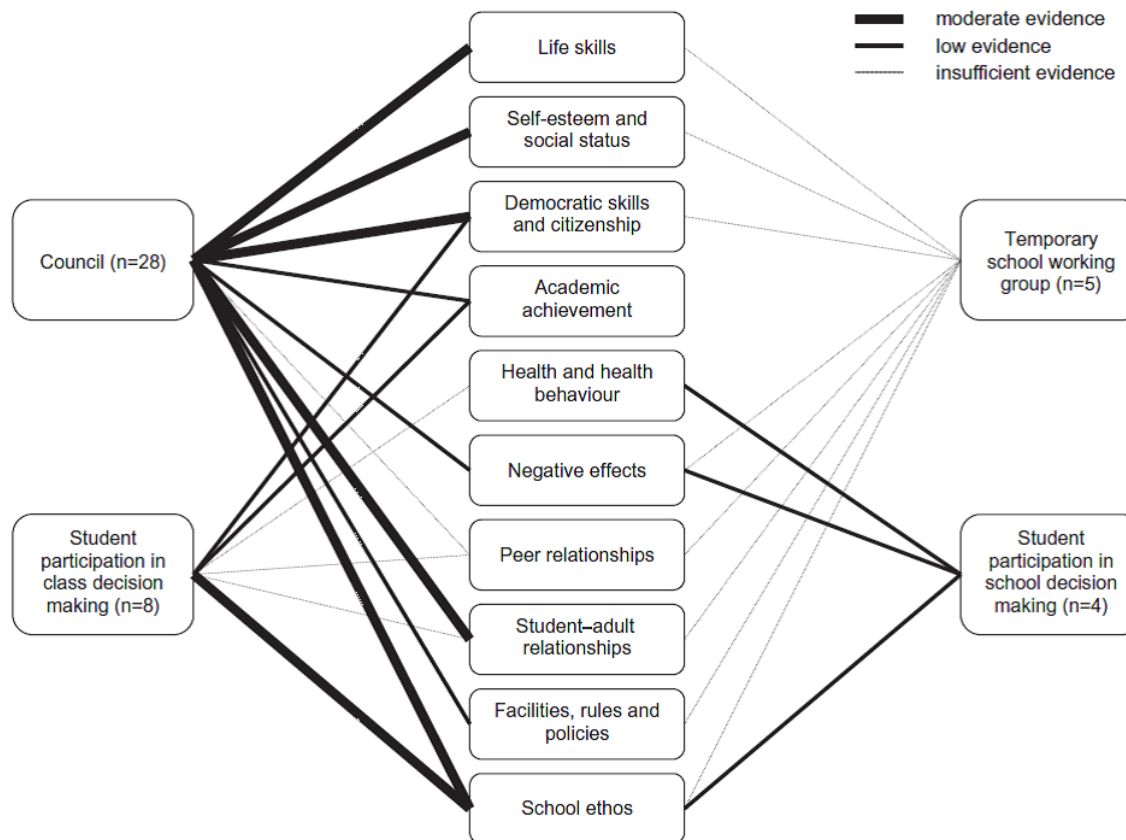 moderate evidence
low evidence
insufficient evidence
Life skills
Self-esteem and
social status
Democratic skills
and citizenship
Academic
achievement
Health and health
behaviour
Negative effects
Peer relationships
Student–adult
relationships
Facilities, rules and
policies
School ethos
Council (n=28)
Student
participation in
class decision
making (n=8)
Temporary
school working
group (n=5)
Student
participation in
school decision
making (n=4)